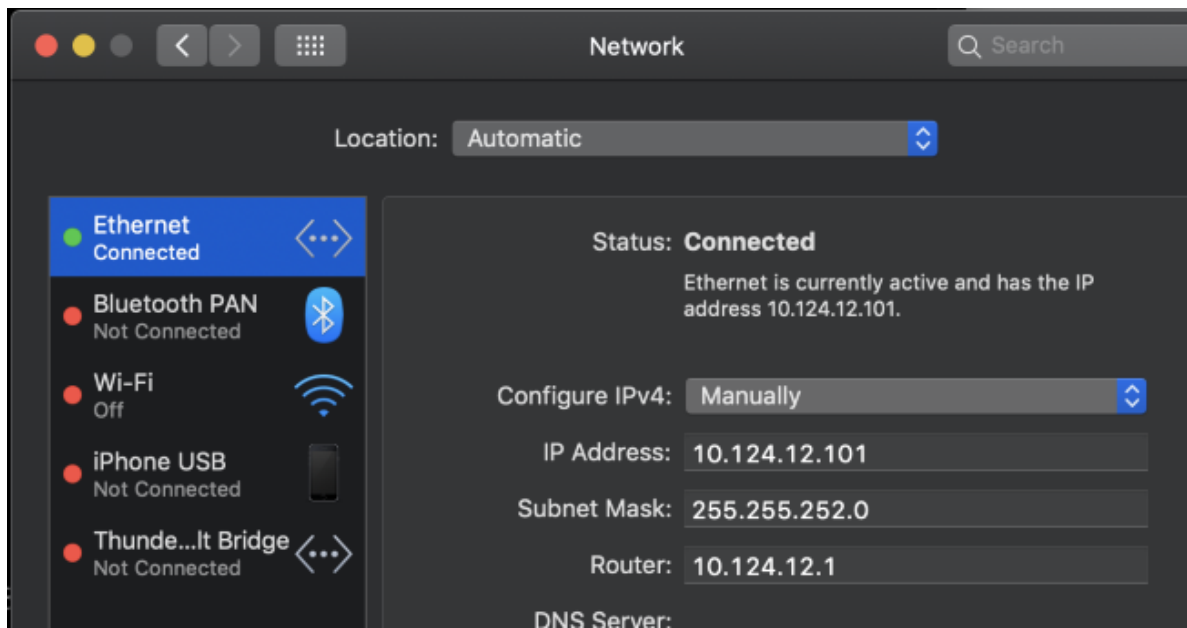 Network
Search
Location: Automatic
Ethernet
Connected
Bluetooth PAN
Not Connected
Wi-Fi
Off
iPhone USB
Not Connected
Thunde...lt Bridge
Not Connected
Status: Connected
Ethernet is currently active and has the IP
address 10.124.12.101.
Configure IPv4: Manually
IP Address: 10.124.12.101
Subnet Mask: 255.255.252.0
Router: 10.124.12.1
DNS Server: